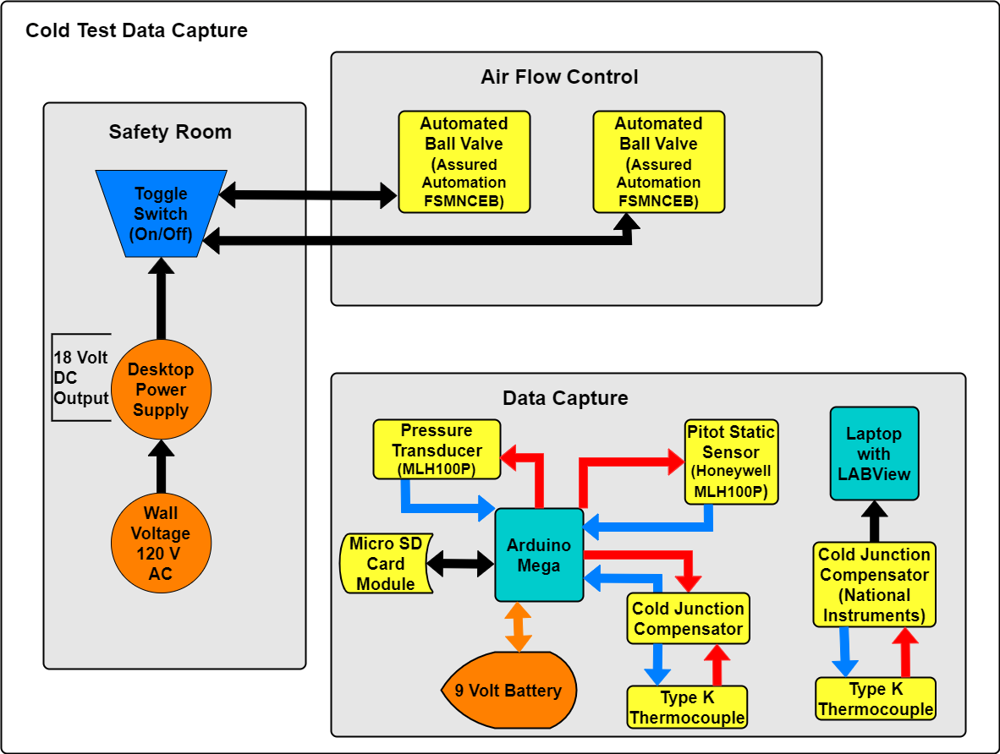 Cold Test Data Capture
Air Flow Control
Automated
Ball Valve
(Assured
Automation
FSMNCEB)
Automated
Ball Valve
(Assured
Automation
FSMNCEB)
Safety Room
Toggle
Switch
(On/Off)
18 Volt
DC
Output
Desktop
Power
Supply
Wall
Voltage
120 V
AC
Data Capture
Pressure
Transducer
(MLH100P)
Pitot Static
Sensor
(Honeywell
MLH100P)
Laptop
with
LABView
Arduino
Mega
Micro SD
Card
Module
Cold Junction
Compensator
Cold Junction
Compensator
(National
Instruments)
9 Volt Battery
Type K
Thermocouple
Type K
Thermocouple